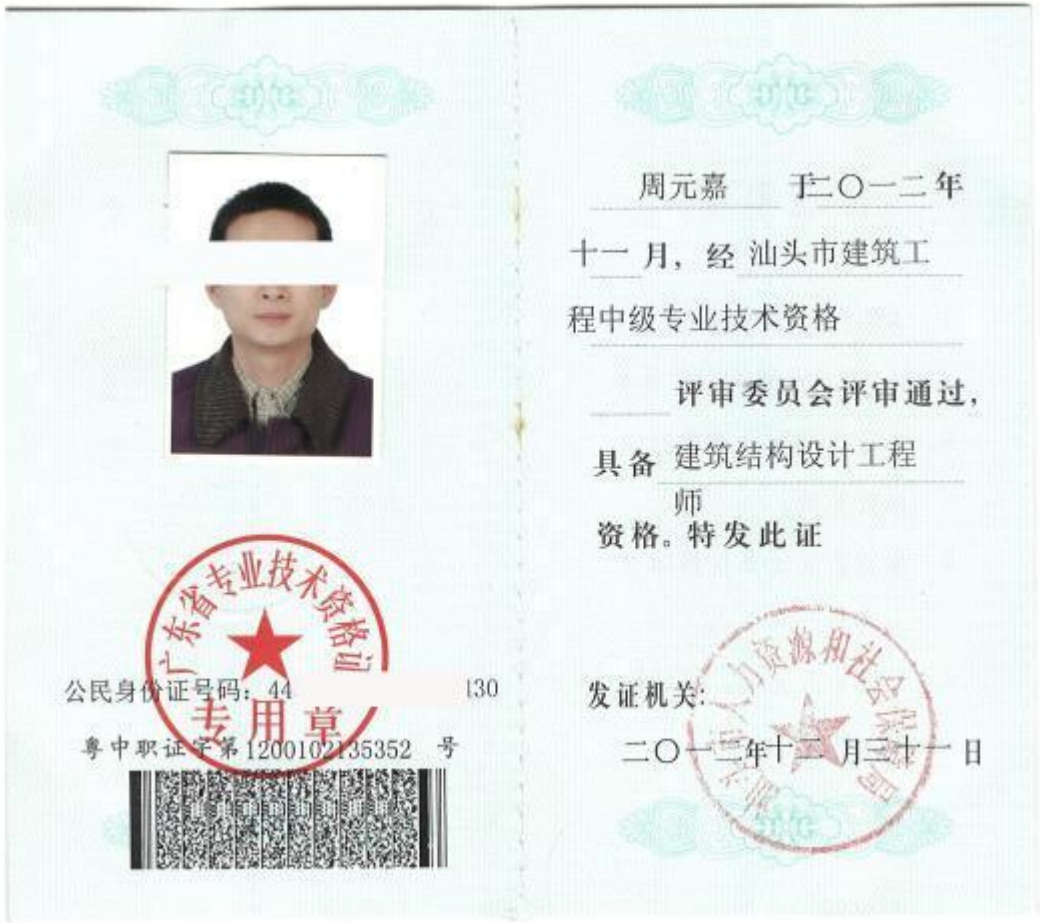 广东省专业技术资格证
专用章
公民身份证号码：44
130
粤中职证字第1200102135352 号
周元嘉 于二〇一二年
十一月，经 汕头市建筑工
程中级专业技术资格
评审委员会评审通过，
具备 建筑结构设计工程
师
资格。特发此证
人力资源和社会保障局
发证机关：
二〇一二年十二月三十一日